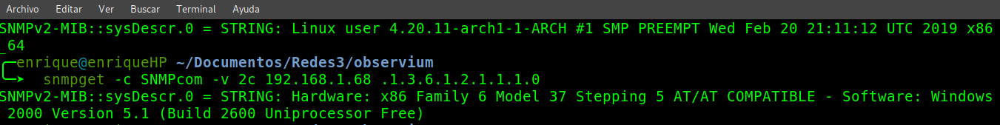 Archivo Editar Ver Buscar Terminal Ayuda
SNMPv2-MIB::sysDescr.0 = STRING: Linux user 4.20.11-arch1-1-ARCH #1 SMP PREEMPT Wed Feb 20 21:11:12 UTC 2019 x86
_64
enrique@enriqueHP ~/Documentos/Redes3/observium
snmpget -c SNMPcom -v 2c 192.168.1.68 .1.3.6.1.2.1.1.1.0
SNMPv2-MIB::sysDescr.0 = STRING: Hardware: x86 Family 6 Model 37 Stepping 5 AT/AT COMPATIBLE - Software: Windows
2000 Version 5.1 (Build 2600 Uniprocessor Free)